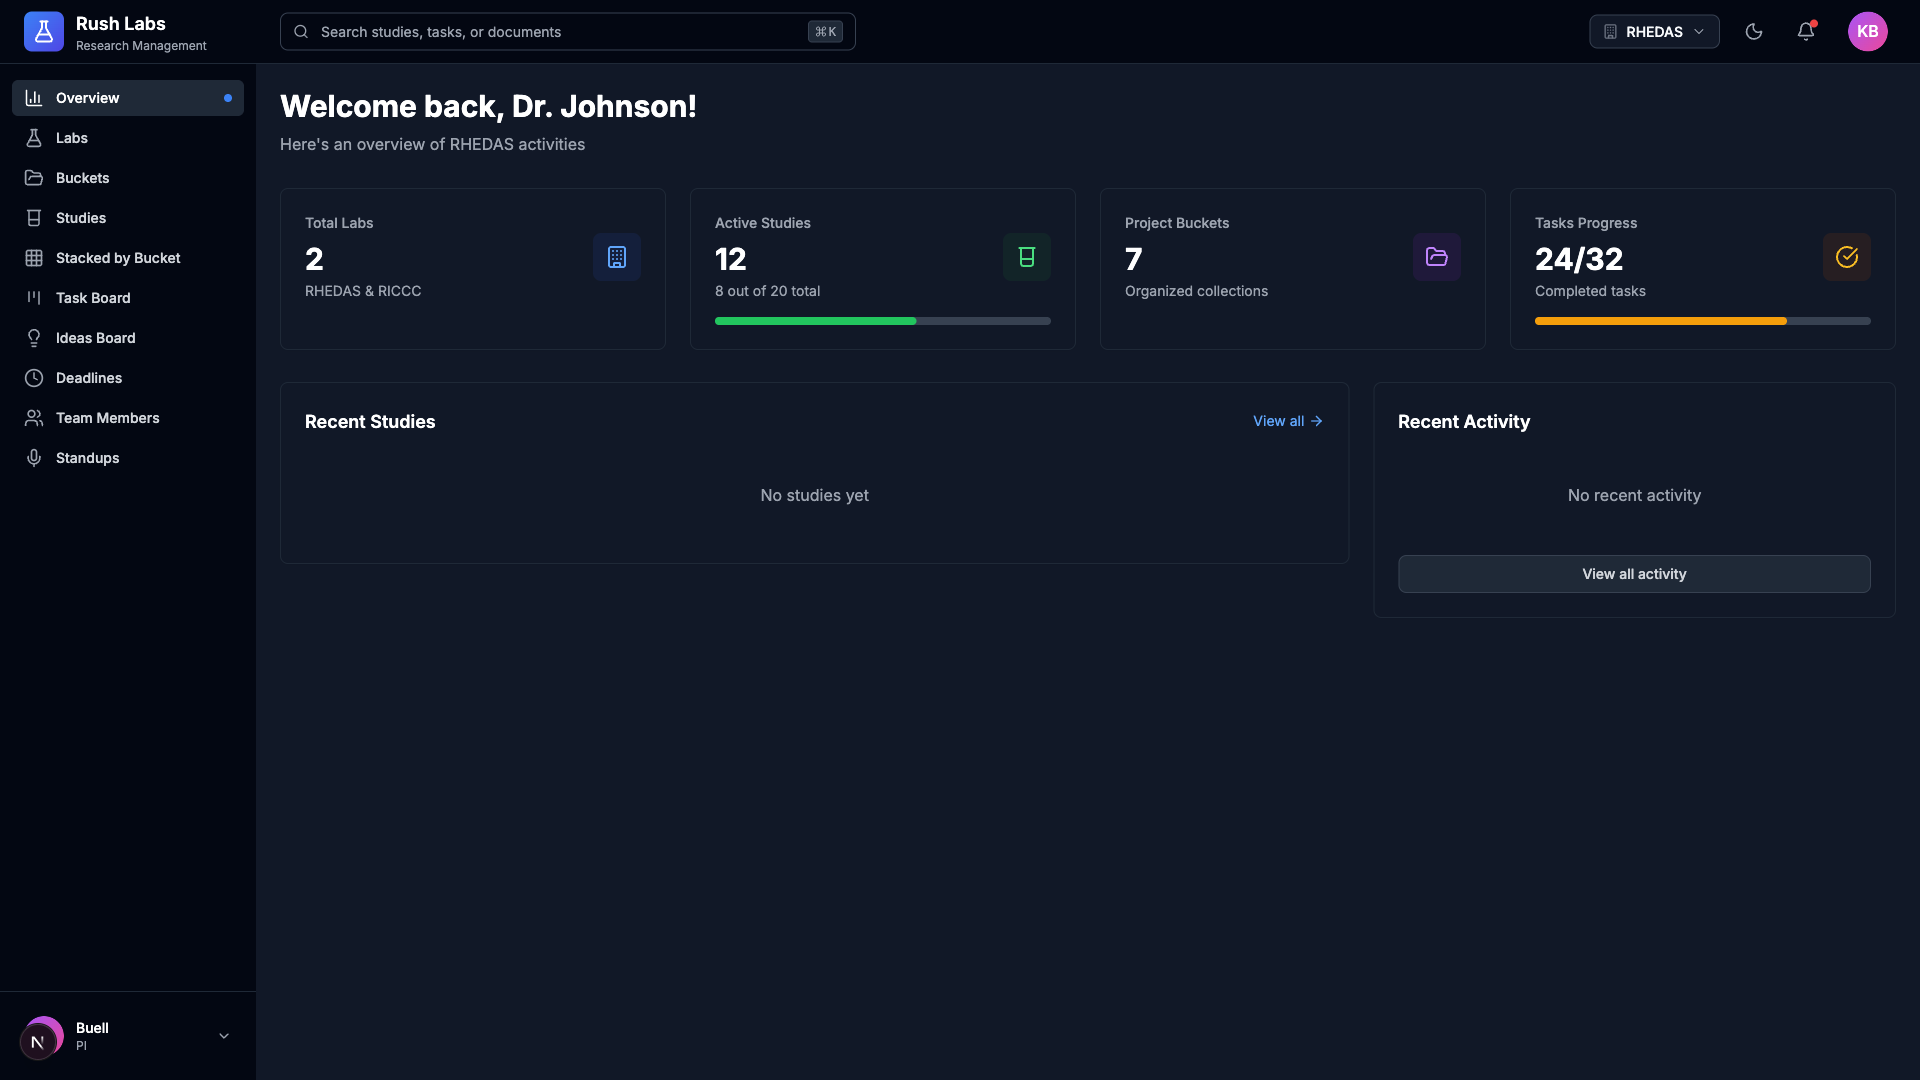 Rush Labs
Research Management
Search studies, tasks, or documents
⌘K
RHEDAS
KB
Overview
Labs
Buckets
Studies
Stacked by Bucket
Task Board
Ideas Board
Deadlines
Team Members
Standups
Welcome back, Dr. Johnson!
Here's an overview of RHEDAS activities
Total Labs
2
RHEDAS & RICCC
Active Studies
12
8 out of 20 total
Project Buckets
7
Organized collections
Tasks Progress
24/32
Completed tasks
Recent Studies
View all →
No studies yet
Recent Activity
No recent activity
View all activity
N
Buell
PI